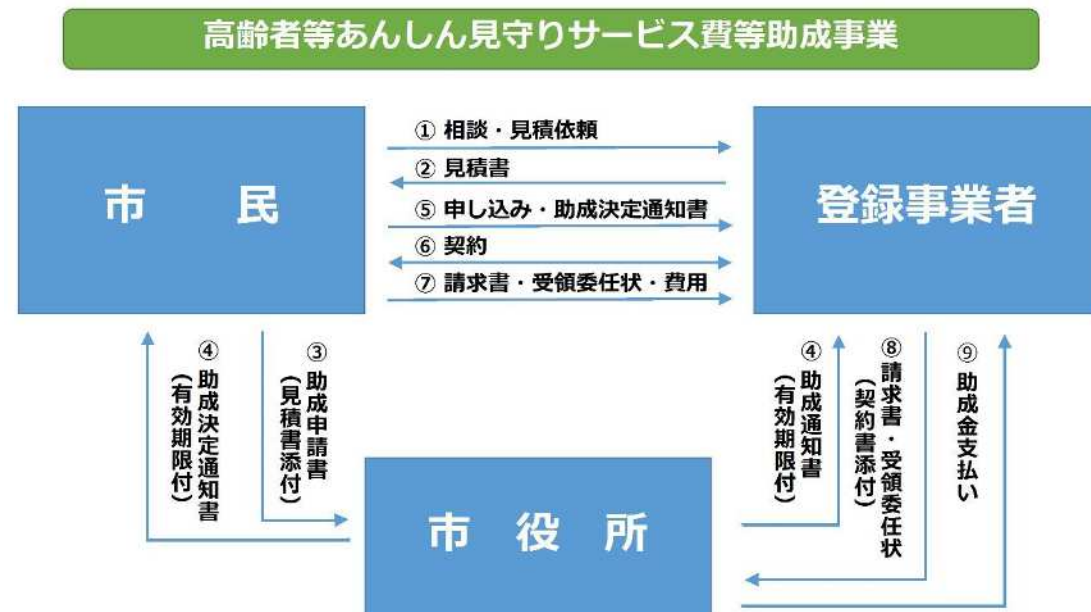 高齢者等あんしん見守りサービス費等助成事業
市　民
登録事業者
① 相談・見積依頼
② 見積書
⑤ 申し込み・助成決定通知書
⑥ 契約
⑦ 請求書・受領委任状・費用
④ 助成決定通知書
(有効期限付)
③ 助成申請書
(見積書添付)
④ 助成通知書
(有効期限付)
⑧ 請求書・受領委任状
(契約書添付)
⑨ 助成金支払い
市　役　所